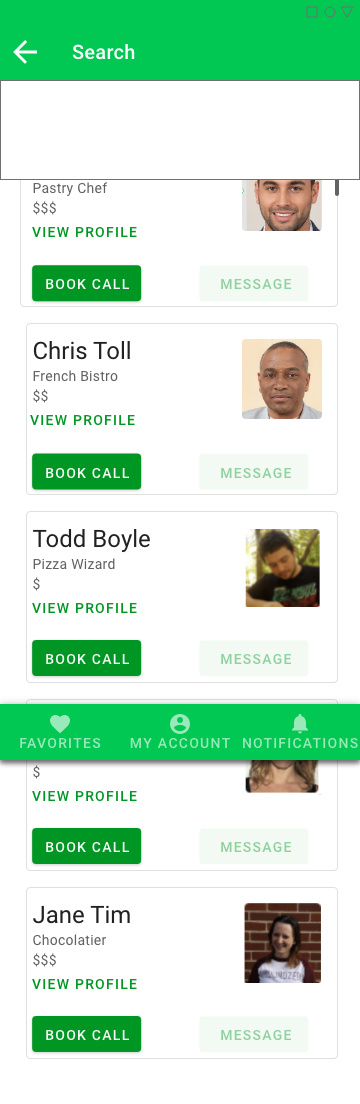 Search
Pastry Chef
$$$
VIEW PROFILE
BOOK CALL
MESSAGE
Chris Toll
French Bistro
$$
VIEW PROFILE
BOOK CALL
MESSAGE
Todd Boyle
Pizza Wizard
$
VIEW PROFILE
BOOK CALL
MESSAGE
FAVORITES
MY ACCOUNT
NOTIFICATIONS
$
VIEW PROFILE
BOOK CALL
MESSAGE
Jane Tim
Chocolatier
$$$
VIEW PROFILE
BOOK CALL
MESSAGE